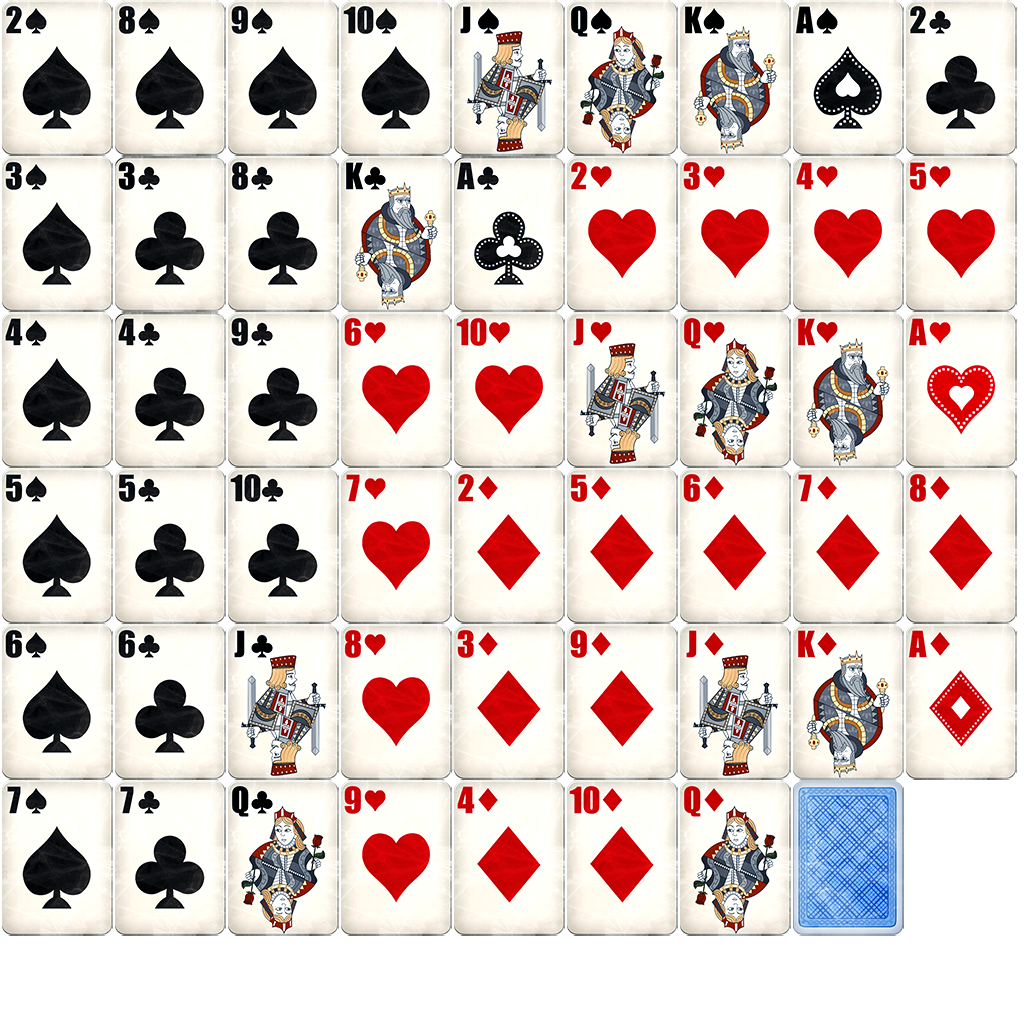 2♠ 8♠ 9♠ 10♠ J♠ Q♠ K♠ A♠ 2♣
3♠ 3♣ 8♣ K♣ A♣ 2♥ 3♥ 4♥ 5♥
4♠ 4♣ 9♣ 6♥ 10♥ J♥ Q♥ K♥ A♥
5♠ 5♣ 10♣ 7♥ 2♦ 5♦ 6♦ 7♦ 8♦
6♠ 6♣ J♣ 8♥ 3♦ 9♦ J♦ K♦ A♦
7♠ 7♣ Q♣ 9♥ 4♦ 10♦ Q♦